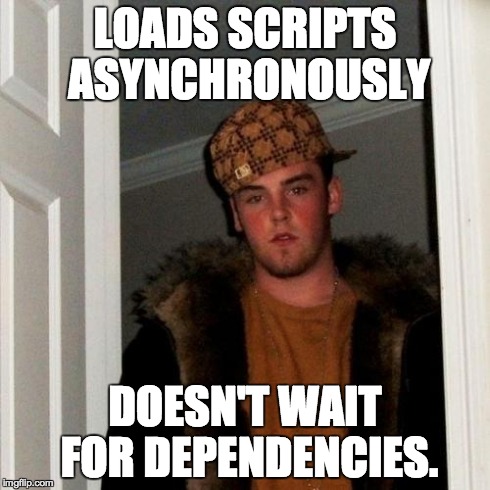 LOADS SCRIPTS
ASYNCHRONOUSLY
DOESN'T WAIT
FOR DEPENDENCIES.
imgflip.com